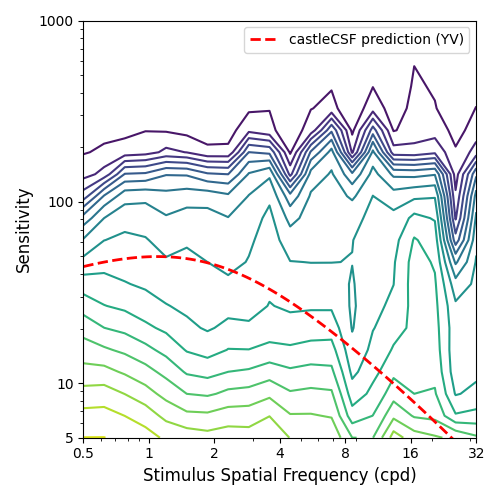 1000
castleCSF prediction (YV)
Sensitivity
100
10
5
0.5 1 2 4 8 16 32
Stimulus Spatial Frequency (cpd)